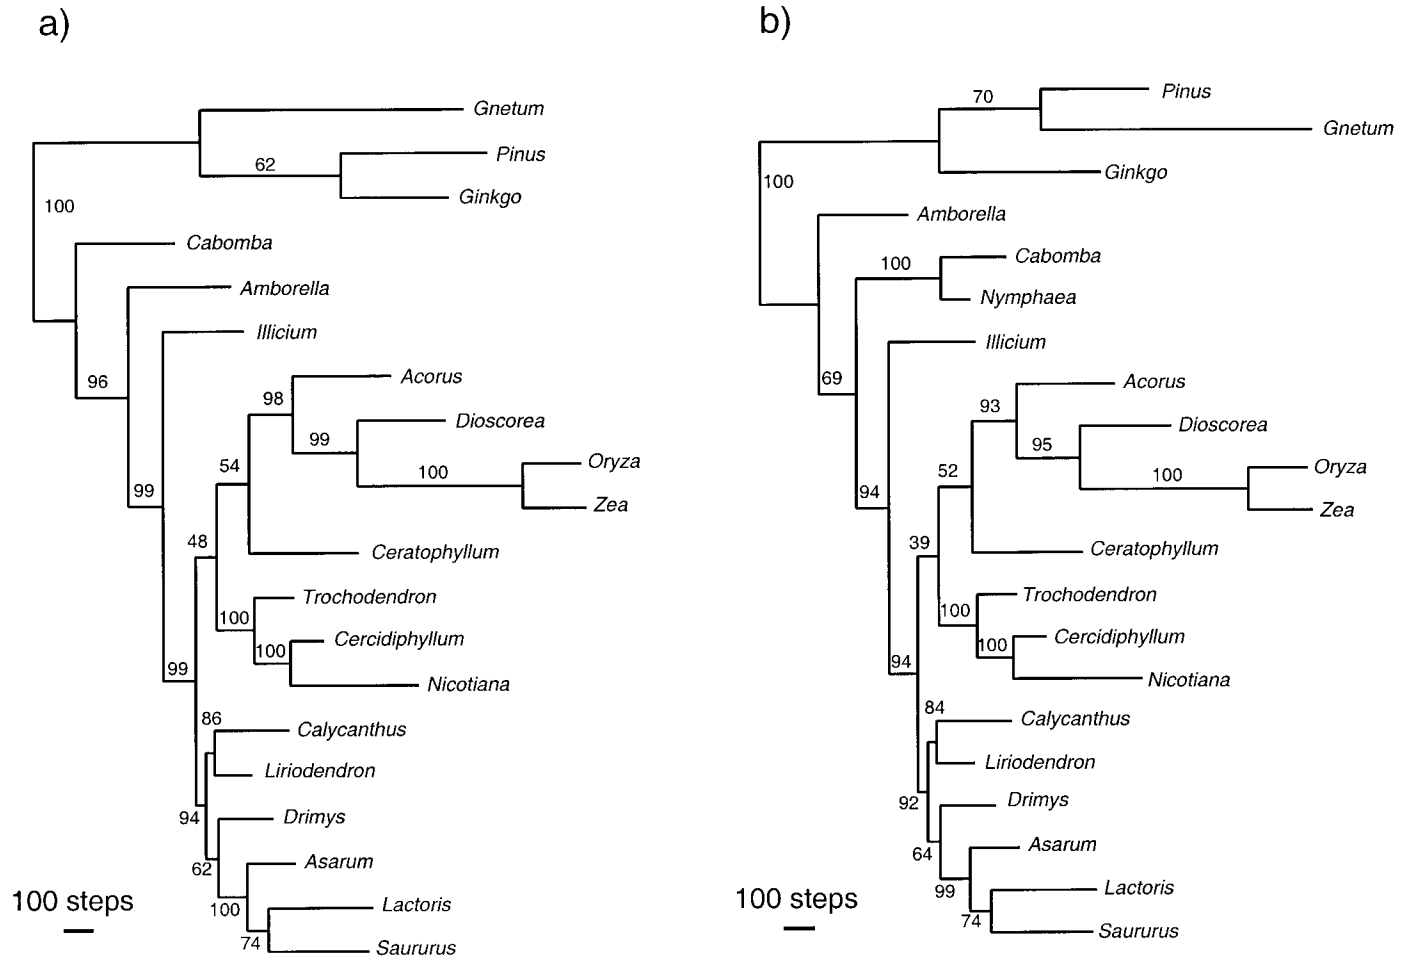 a)
Gnetum
62
Pinus
Ginkgo
100
Cabomba
Amborella
Illicium
96
Acorus
98
Dioscorea
99
Oryza
54
100
99
Zea
48
Ceratophyllum
Trochodendron
100
Cercidiphyllum
100
99
Nicotiana
86
Calycanthus
Liriodendron
94
Drimys
62
Asarum
100 steps
100
Lactoris
74
Saururus
b)
70
Pinus
Gnetum
Ginkgo
100
Amborella
100
Cabomba
Nymphaea
Illicium
69
Acorus
93
Dioscorea
95
Oryza
52
100
94
Zea
39
Ceratophyllum
Trochodendron
100
Cercidiphyllum
100
94
Nicotiana
84
Calycanthus
Liriodendron
92
Drimys
64
Asarum
99
100 steps
Lactoris
74
Saururus